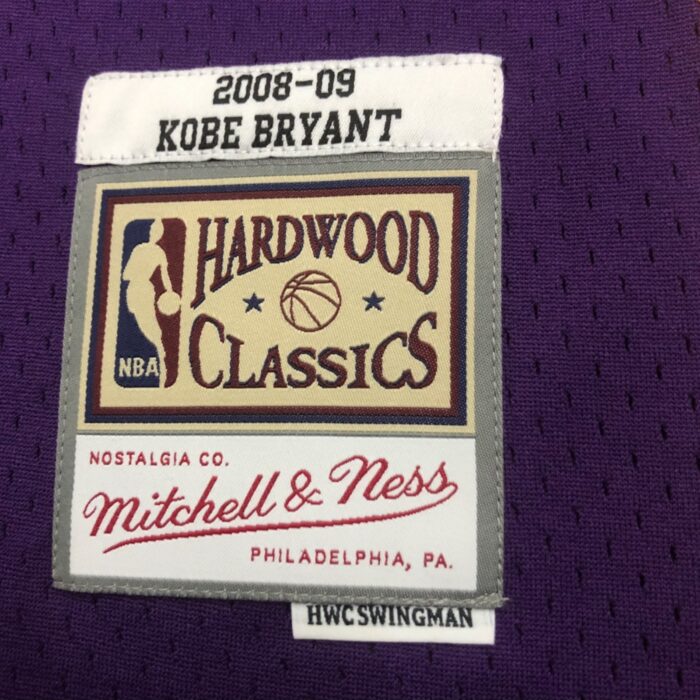 2008-09
KOBE BRYANT
HARDWOOD
CLASSICS
NBA
NOSTALGIA CO.
Mitchell & Ness
PHILADELPHIA, PA.
HWC SWINGMAN